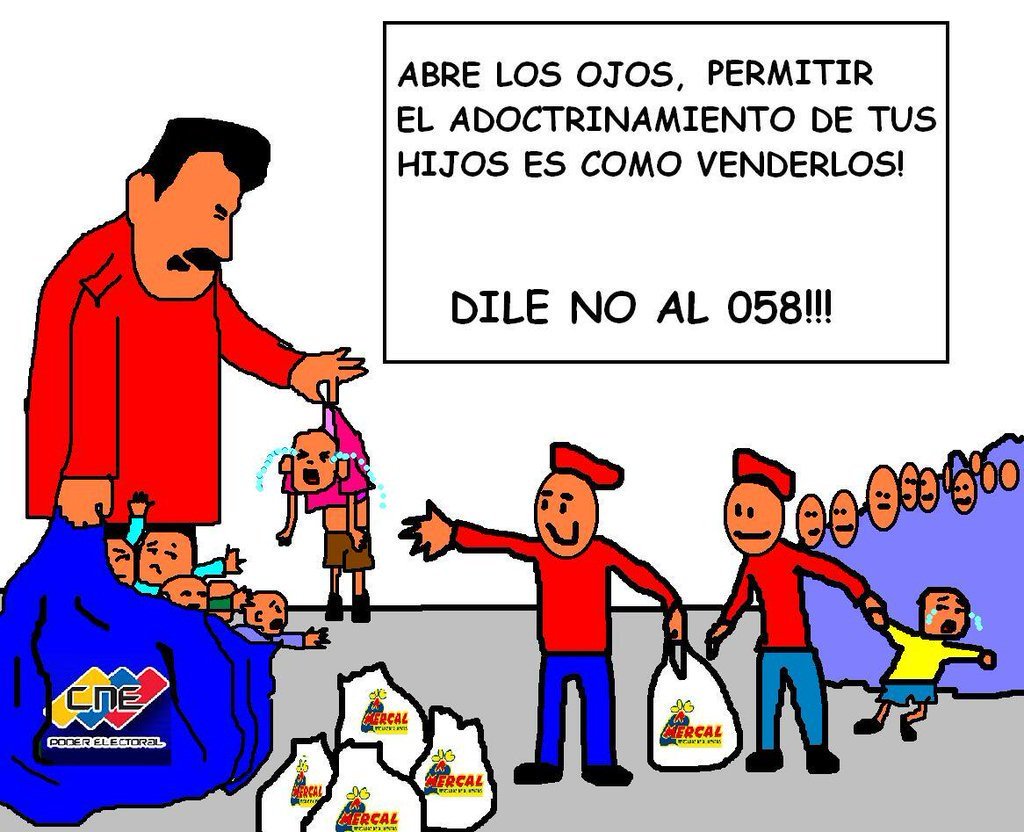 ABRE LOS OJOS, PERMITIR
EL ADOCTRINAMIENTO DE TUS
HIJOS ES COMO VENDERLOS!
DILE NO AL 058!!!
CNE
PODER ELECTORAL
MERCAL
MERCAL
MERCAL
MERCAL
MERCAL